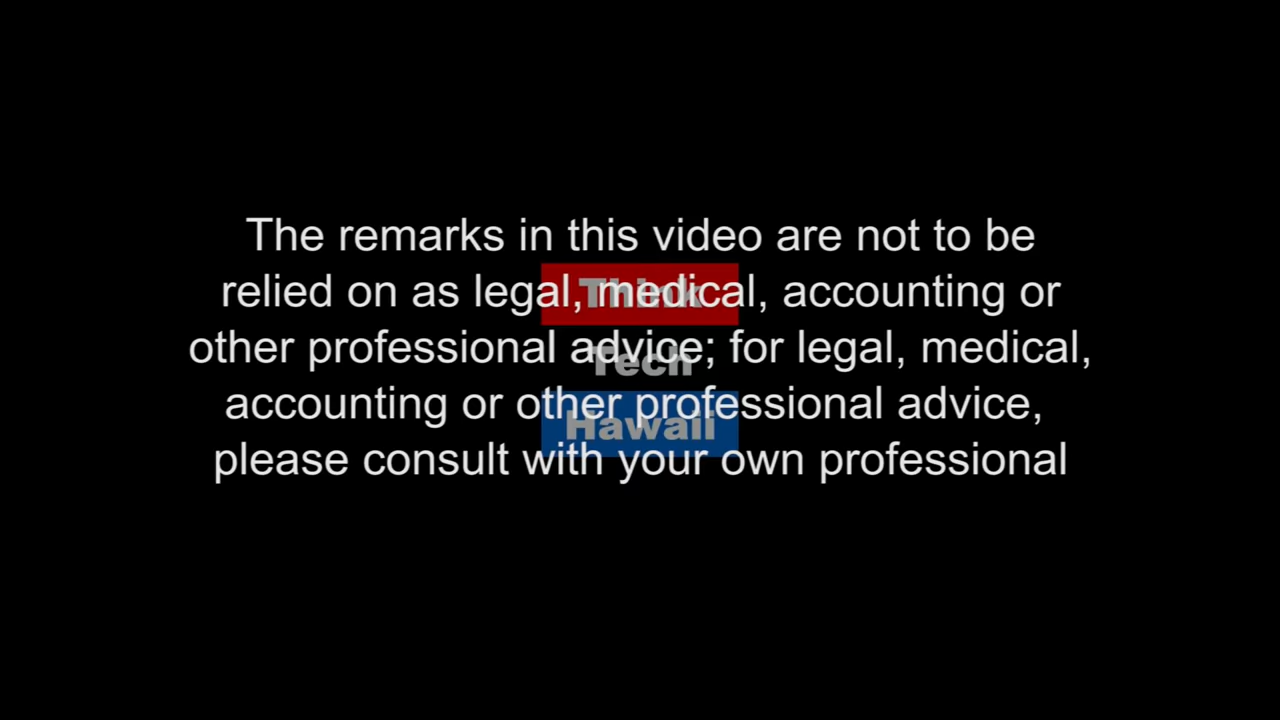 The remarks in this video are not to be
relied on as legal, medical, accounting or
other professional advice; for legal, medical,
accounting or other professional advice,
please consult with your own professional
Think
Tech
Hawaii